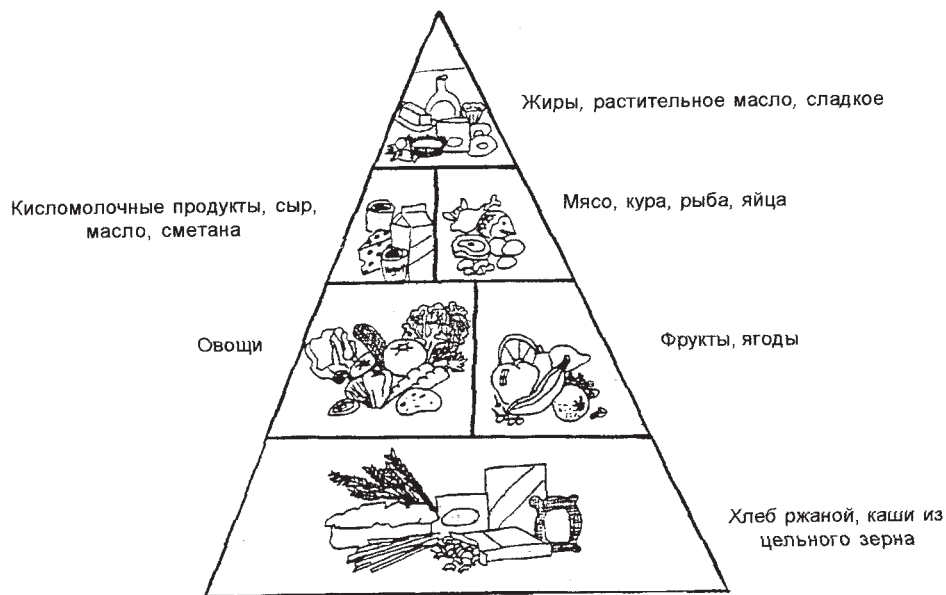 Жиры, растительное масло, сладкое
Кисломолочные продукты, сыр,
масло, сметана
Мясо, кура, рыба, яйца
Овощи
Фрукты, ягоды
Хлеб ржаной, каши из
цельного зерна